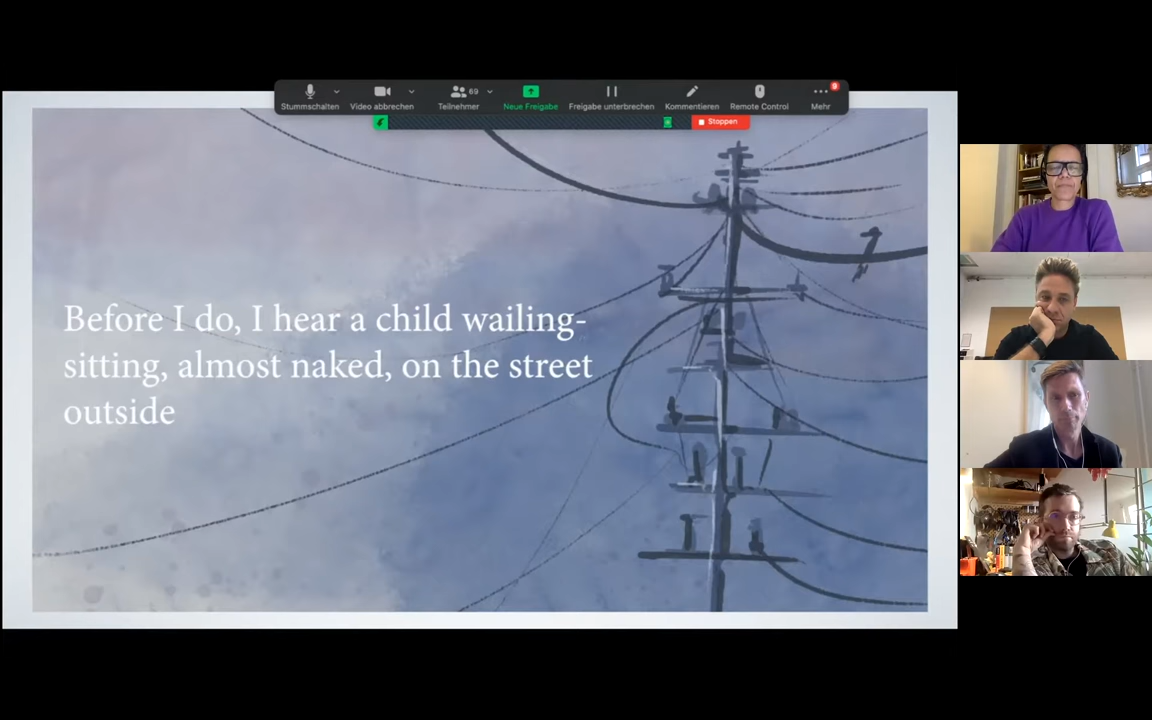 69
9
Stummschalten
Video abbrechen
Teilnehmer
Neue Freigabe
Freigabe unterbrechen
Kommentieren
Remote Control
Mehr
Stoppen
Before I do, I hear a child wailing-
sitting, almost naked, on the street
outside